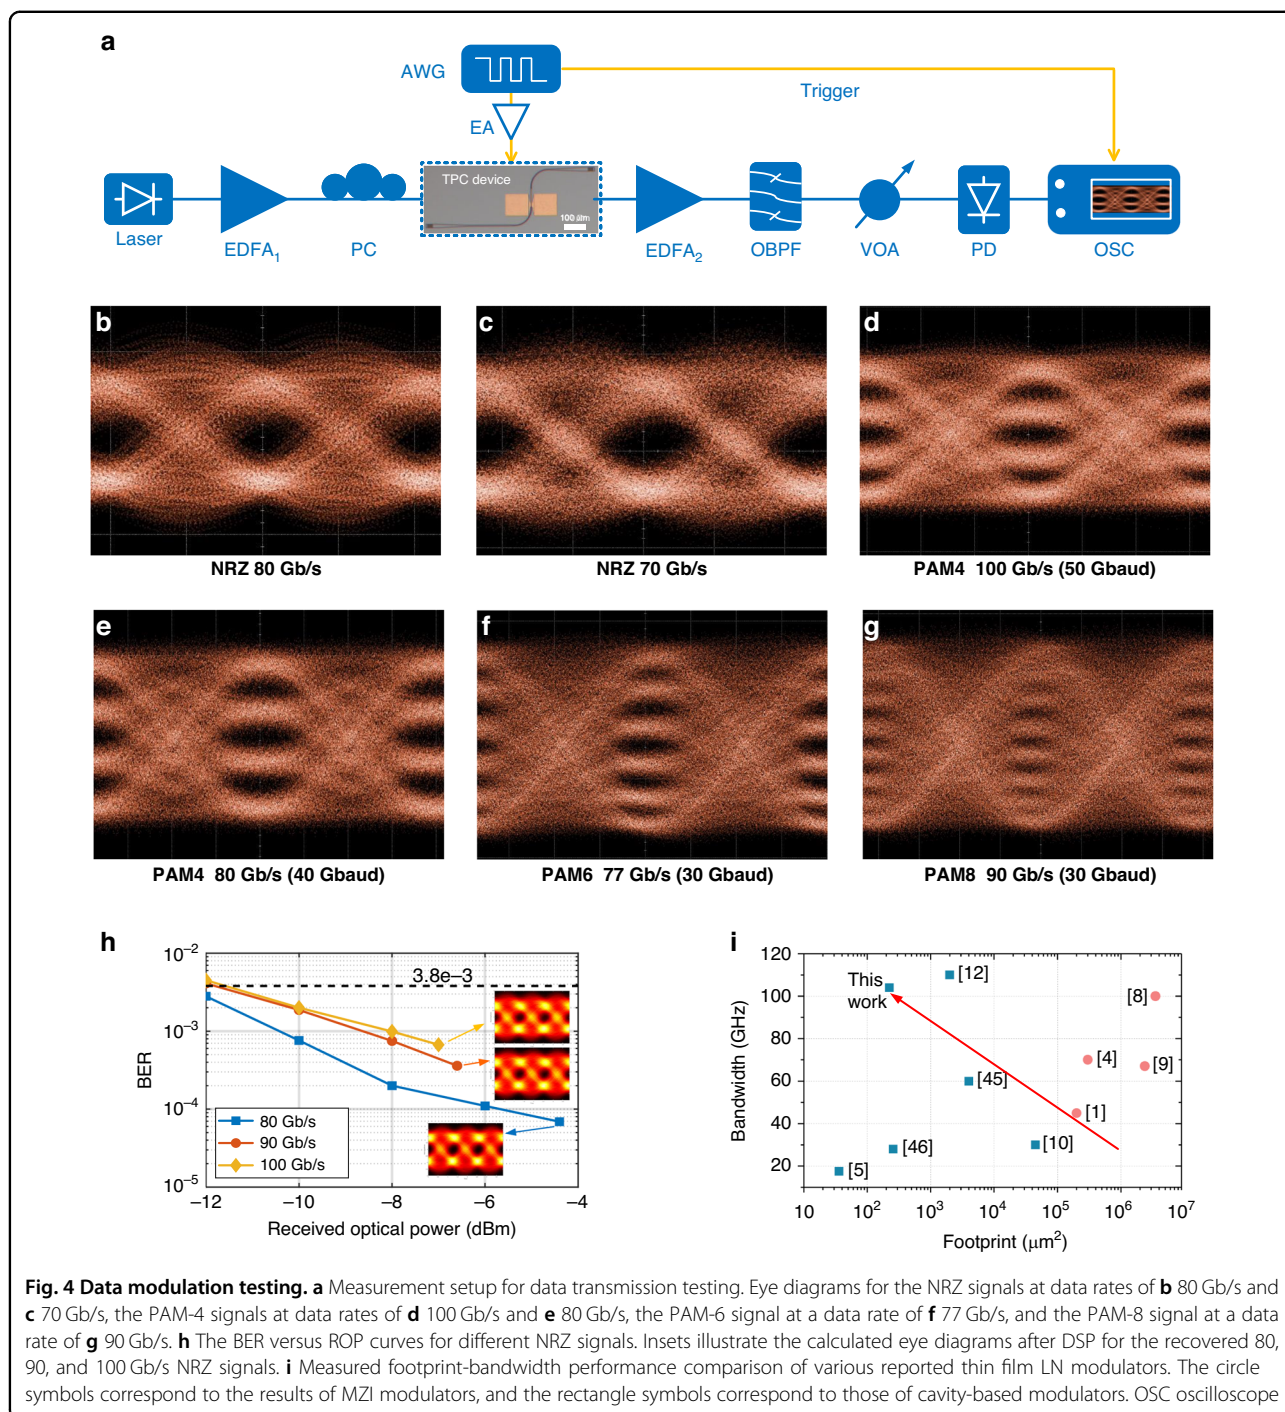 a
AWG
EA
Trigger
TPC device
100 μm
Laser
EDFA1
PC
EDFA2
OBPF
VOA
PD
OSC
b
c
d
NRZ 80 Gb/s
NRZ 70 Gb/s
PAM4 100 Gb/s (50 Gbaud)
e
f
g
PAM4 80 Gb/s (40 Gbaud)
PAM6 77 Gb/s (30 Gbaud)
PAM8 90 Gb/s (30 Gbaud)
h
10−2
10−3
10−4
10−5
BER
3.8e−3
80 Gb/s
90 Gb/s
100 Gb/s
−12
−10
−8
−6
−4
Received optical power (dBm)
i
120
100
80
60
40
20
Bandwidth (GHz)
This
work
[12]
[8]
[4]
[9]
[45]
[1]
[46]
[10]
[5]
10
10²
10³
10⁴
10⁵
10⁶
10⁷
Footprint (μm²)
Fig. 4 Data modulation testing. a Measurement setup for data transmission testing. Eye diagrams for the NRZ signals at data rates of b 80 Gb/s and
c 70 Gb/s, the PAM-4 signals at data rates of d 100 Gb/s and e 80 Gb/s, the PAM-6 signal at a data rate of f 77 Gb/s, and the PAM-8 signal at a data
rate of g 90 Gb/s. h The BER versus ROP curves for different NRZ signals. Insets illustrate the calculated eye diagrams after DSP for the recovered 80,
90, and 100 Gb/s NRZ signals. i Measured footprint-bandwidth performance comparison of various reported thin film LN modulators. The circle
symbols correspond to the results of MZI modulators, and the rectangle symbols correspond to those of cavity-based modulators. OSC oscilloscope